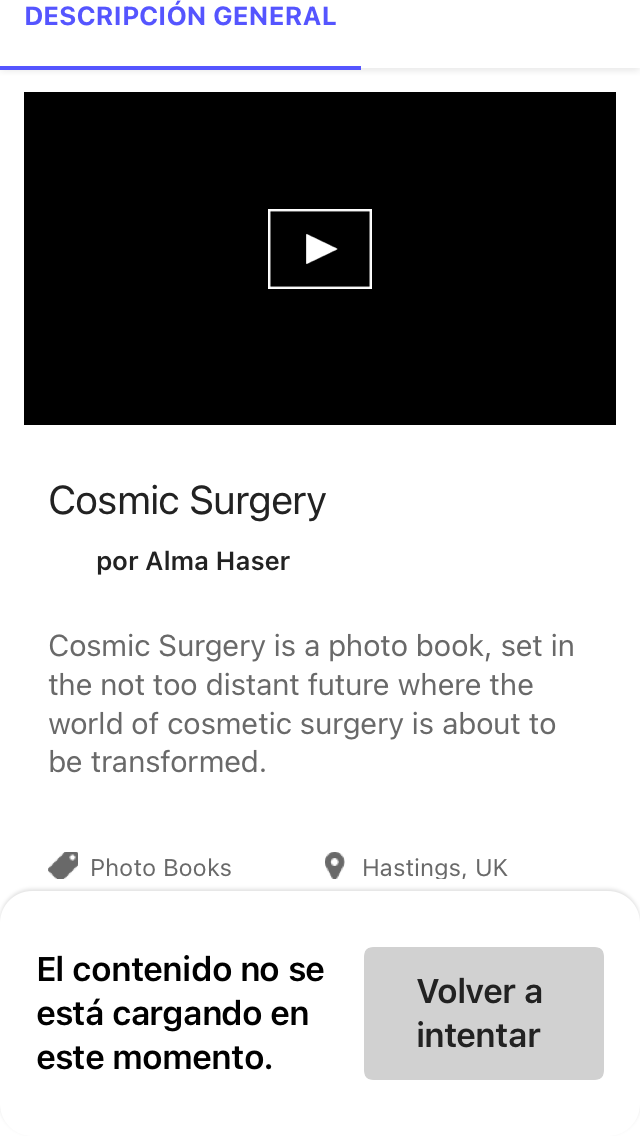 DESCRIPCIÓN GENERAL
Cosmic Surgery
por Alma Haser
Cosmic Surgery is a photo book, set in
the not too distant future where the
world of cosmetic surgery is about to
be transformed.
Photo Books
Hastings, UK
El contenido no se
está cargando en
este momento.
Volver a
intentar